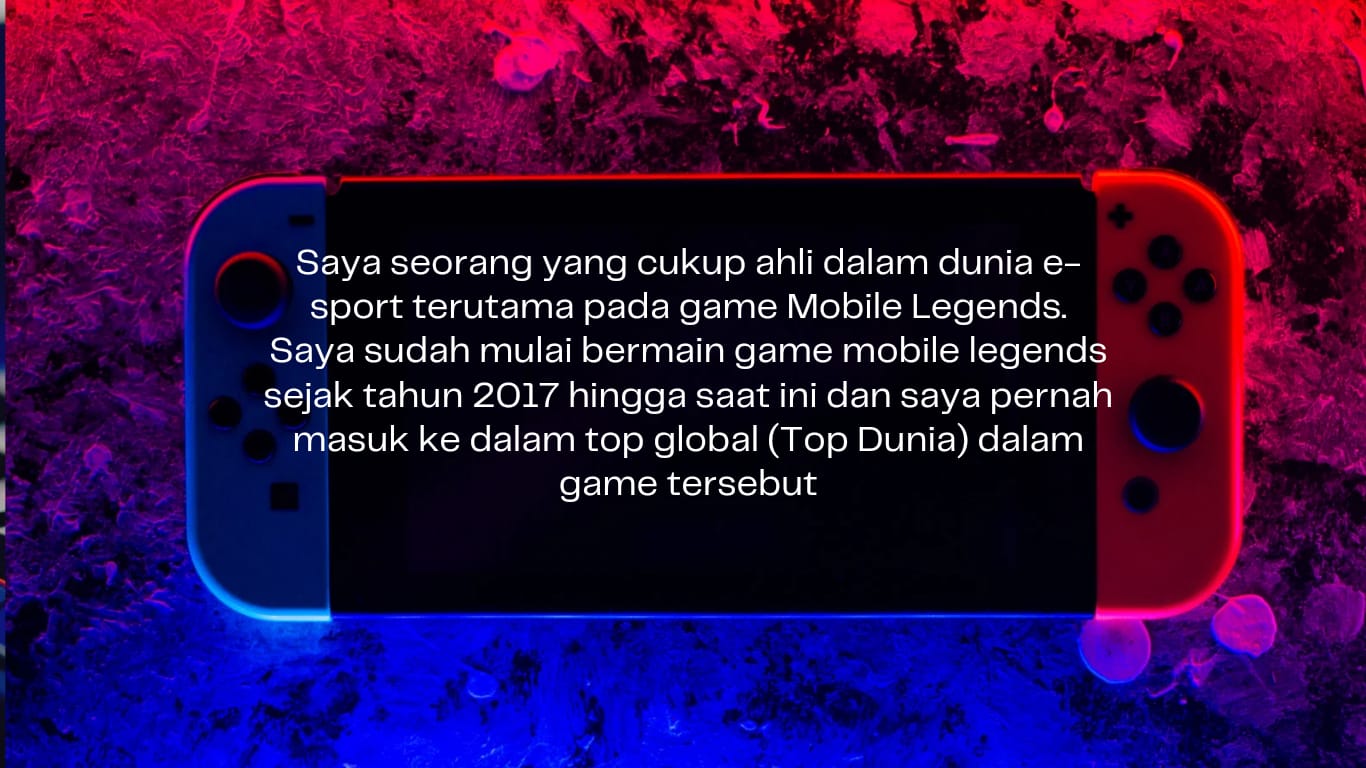 Saya seorang yang cukup ahli dalam dunia e-
sport terutama pada game Mobile Legends.
Saya sudah mulai bermain game mobile legends
sejak tahun 2017 hingga saat ini dan saya pernah
masuk ke dalam top global (Top Dunia) dalam
game tersebut